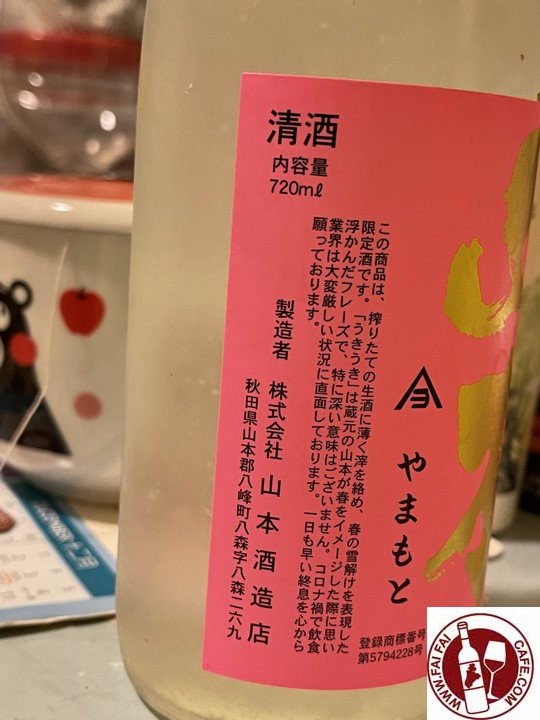 清酒
内容量
720mℓ
この商品は、搾りたての生酒に薄く滓を絡め、春の雪解けを表現した
限定酒です。「うきうき」は蔵元の山本が春をイメージした際に思い
浮かんだフレーズで、特に深い意味はございません。コロナ禍で飲食
業界は大変厳しい状況に直面しております。一日も早い終息を心から
願っております。
製造者 株式会社 山本酒造店
秋田県山本郡八峰町八森字八森二六九
やまもと
登録商標番号
第5794228号
WWW.FAI FAI CAFE.COM